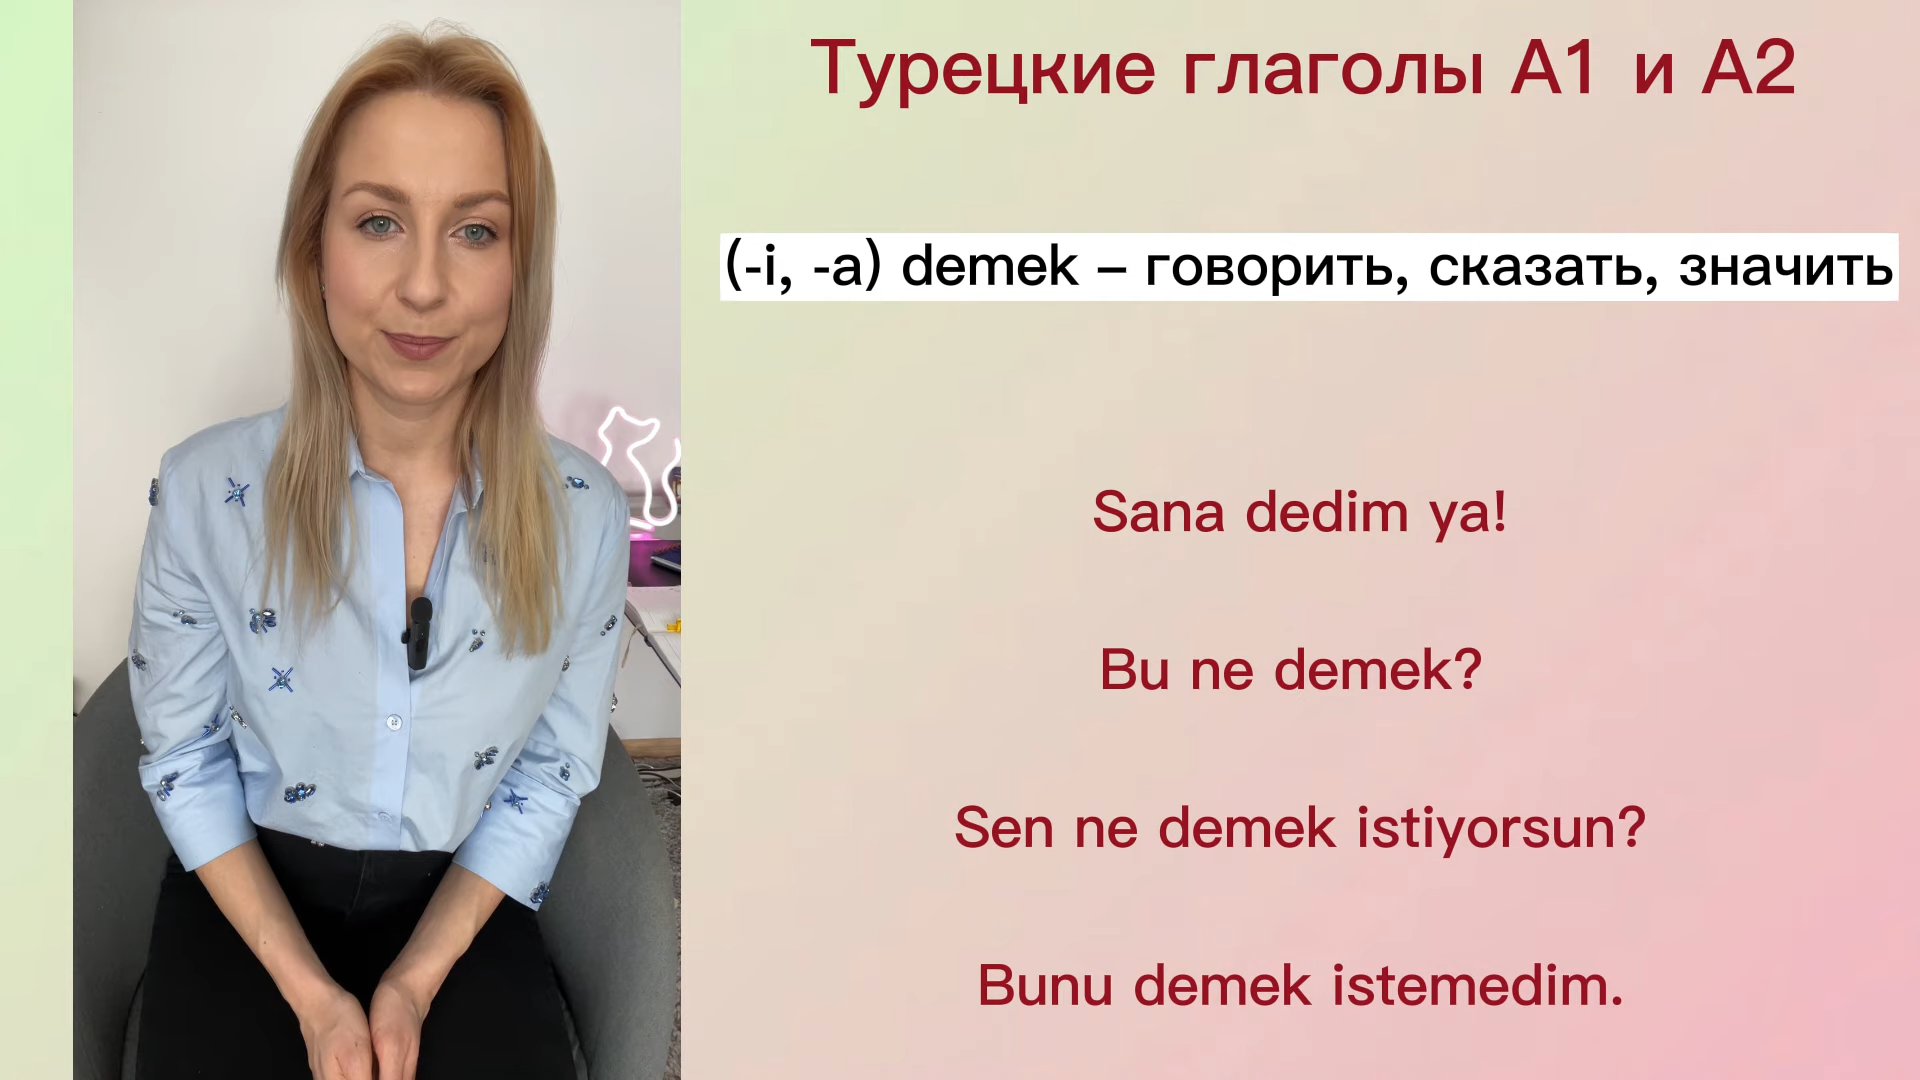 Турецкие глаголы А1 и А2
(-i, -a) demek – говорить, сказать, значить
Sana dedim ya!
Bu ne demek?
Sen ne demek istiyorsun?
Bunu demek istemedim.